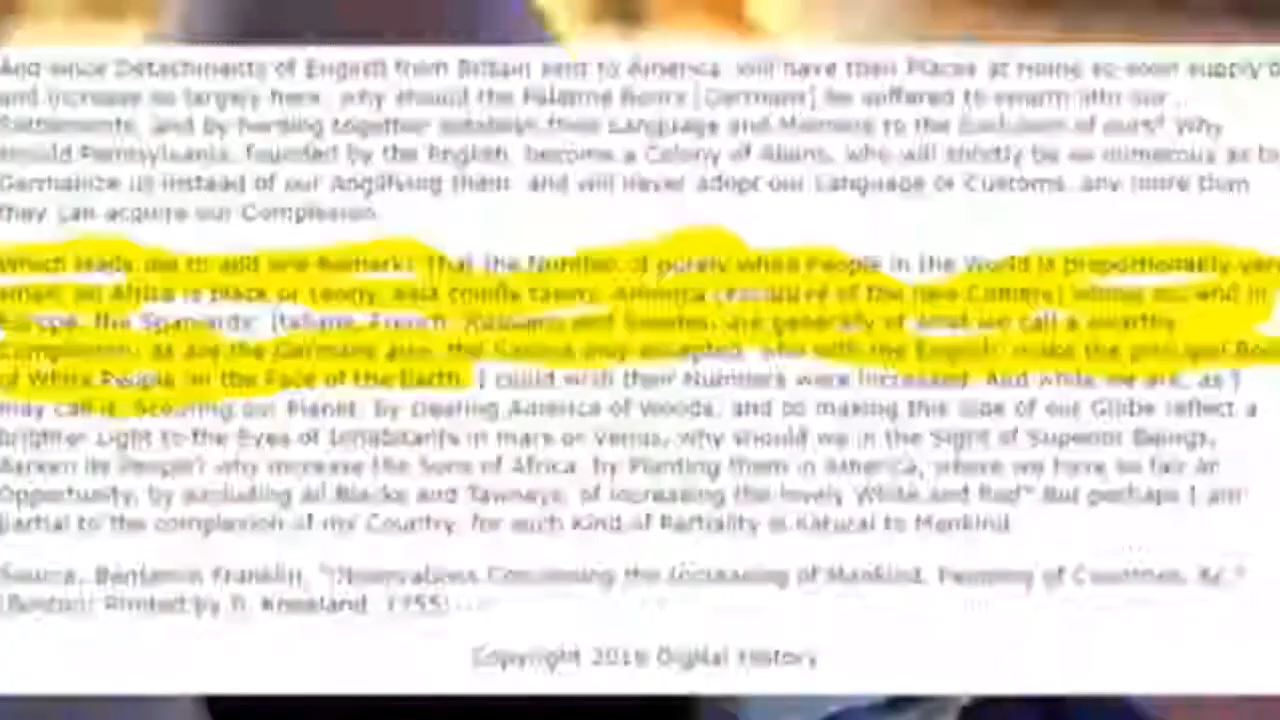 And since Detachments of English from Britain sent to America, will have their Places at Home so soon supply'd
and increase so largely here; why should the Palatine Boors [Germans] be suffered to swarm into our
Settlements, and by herding together establish their Language and Manners to the Exclusion of ours? Why
should Pennsylvania, founded by the English, become a Colony of Aliens, who will shortly be so numerous as to
Germanize us instead of our Anglifying them, and will never adopt our Language or Customs, any more than
they can acquire our Complexion.
Which leads me to add one Remark: That the Number of purely white People in the World is proportionably very
small. All Africa is black or tawny. Asia chiefly tawny. America (exclusive of the new Comers) wholly so. And in
Europe, the Spaniards, Italians, French, Russians and Swedes, are generally of what we call a swarthy
Complexion; as are the Germans also, the Saxons only excepted, who with the English, make the principal Body
of White People on the Face of the Earth. I could wish their Numbers were increased. And while we are, as I
may call it, Scouring our Planet, by clearing America of Woods, and so making this Side of our Globe reflect a
brighter Light to the Eyes of Inhabitants in mars or Venus, why should we in the Sight of Superior Beings,
darken its People? why increase the Sons of Africa, by Planting them in America, where we have so fair an
Opportunity, by excluding all Blacks and Tawneys, of increasing the lovely White and Red? But perhaps I am
partial to the complexion of my Country, for such Kind of Partiality is Natural to Mankind.
Source: Benjamin Franklin, "Observations Concerning the Increasing of Mankind, Peopling of Countries, &c."
(Boston: Printed by S. Kneeland, 1755)
Copyright 2016 Digital History